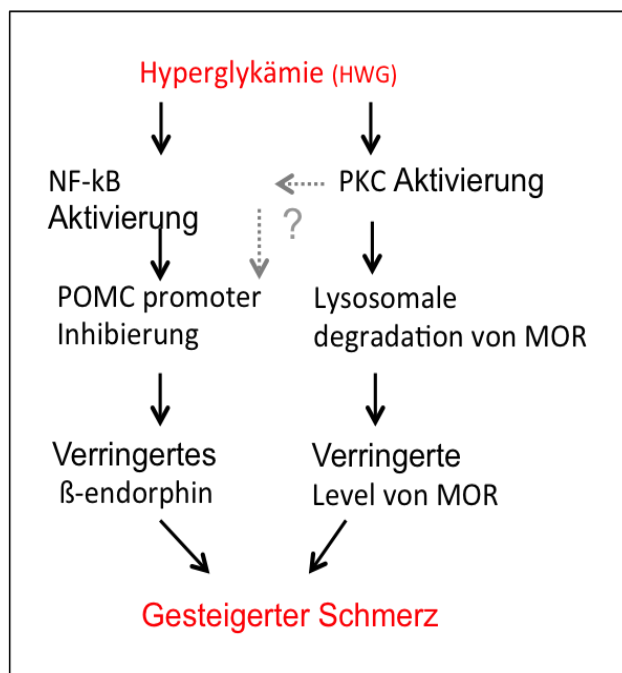 Hyperglykämie (HWG)
NF-kB
Aktivierung
PKC Aktivierung
?
POMC promoter
Inhibierung
Lysosomale
degradation von MOR
Verringertes
ß-endorphin
Verringerte
Level von MOR
Gesteigerter Schmerz